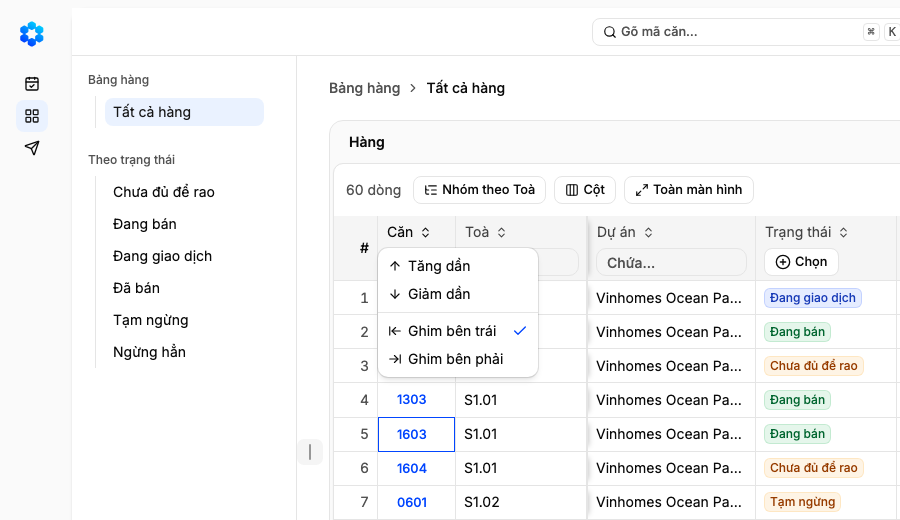 Gõ mã căn...
⌘ K
Bảng hàng
Tất cả hàng
Theo trạng thái
Chưa đủ để rao
Đang bán
Đang giao dịch
Đã bán
Tạm ngừng
Ngừng hẳn
Bảng hàng > Tất cả hàng
Hàng
60 dòng Nhóm theo Toà Cột Toàn màn hình
# Căn Toà Dự án Trạng thái
Chứa... Chọn
Tăng dần
Giảm dần
Ghim bên trái
Ghim bên phải
1 Vinhomes Ocean Pa... Đang giao dịch
2 Vinhomes Ocean Pa... Đang bán
3 Vinhomes Ocean Pa... Chưa đủ để rao
4 1303 S1.01 Vinhomes Ocean Pa... Đang bán
5 1603 S1.01 Vinhomes Ocean Pa... Đang bán
6 1604 S1.01 Vinhomes Ocean Pa... Chưa đủ để rao
7 0601 S1.02 Vinhomes Ocean Pa... Tạm ngừng